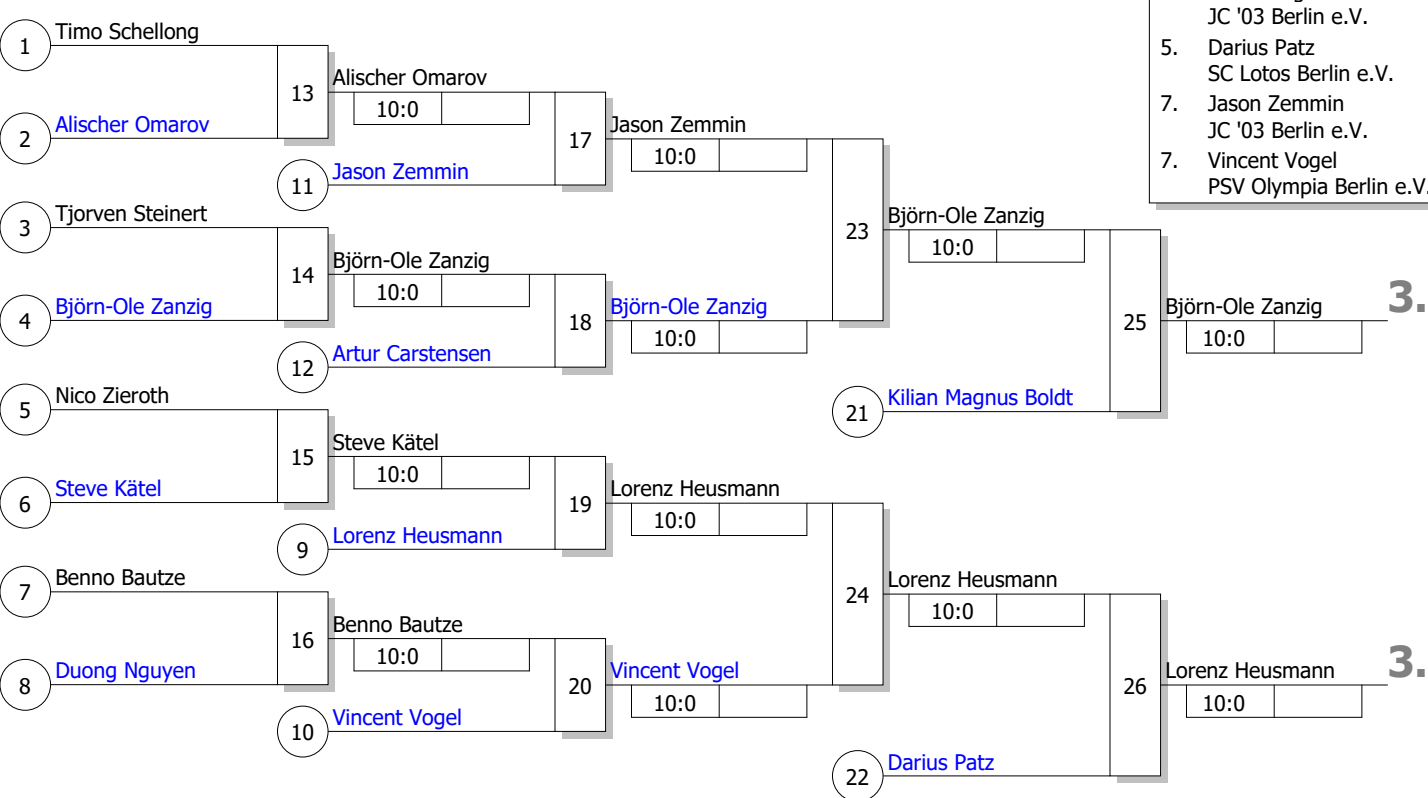 JC '03 Berlin e.V.
5. Darius Patz
SC Lotos Berlin e.V.
7. Jason Zemmin
JC '03 Berlin e.V.
7. Vincent Vogel
PSV Olympia Berlin e.V.
1 Timo Schellong
13 Alischer Omarov
10:0
2 Alischer Omarov
17 Jason Zemmin
10:0
11 Jason Zemmin
3 Tjorven Steinert
23 Björn-Ole Zanzig
10:0
14 Björn-Ole Zanzig
10:0
4 Björn-Ole Zanzig
18 Björn-Ole Zanzig
10:0
25 Björn-Ole Zanzig 3.
10:0
12 Artur Carstensen
5 Nico Zieroth
21 Kilian Magnus Boldt
15 Steve Kätel
10:0
6 Steve Kätel
19 Lorenz Heusmann
10:0
9 Lorenz Heusmann
7 Benno Bautze
24 Lorenz Heusmann
10:0
16 Benno Bautze
10:0
8 Duong Nguyen
20 Vincent Vogel
10:0
26 Lorenz Heusmann 3.
10:0
10 Vincent Vogel
22 Darius Patz